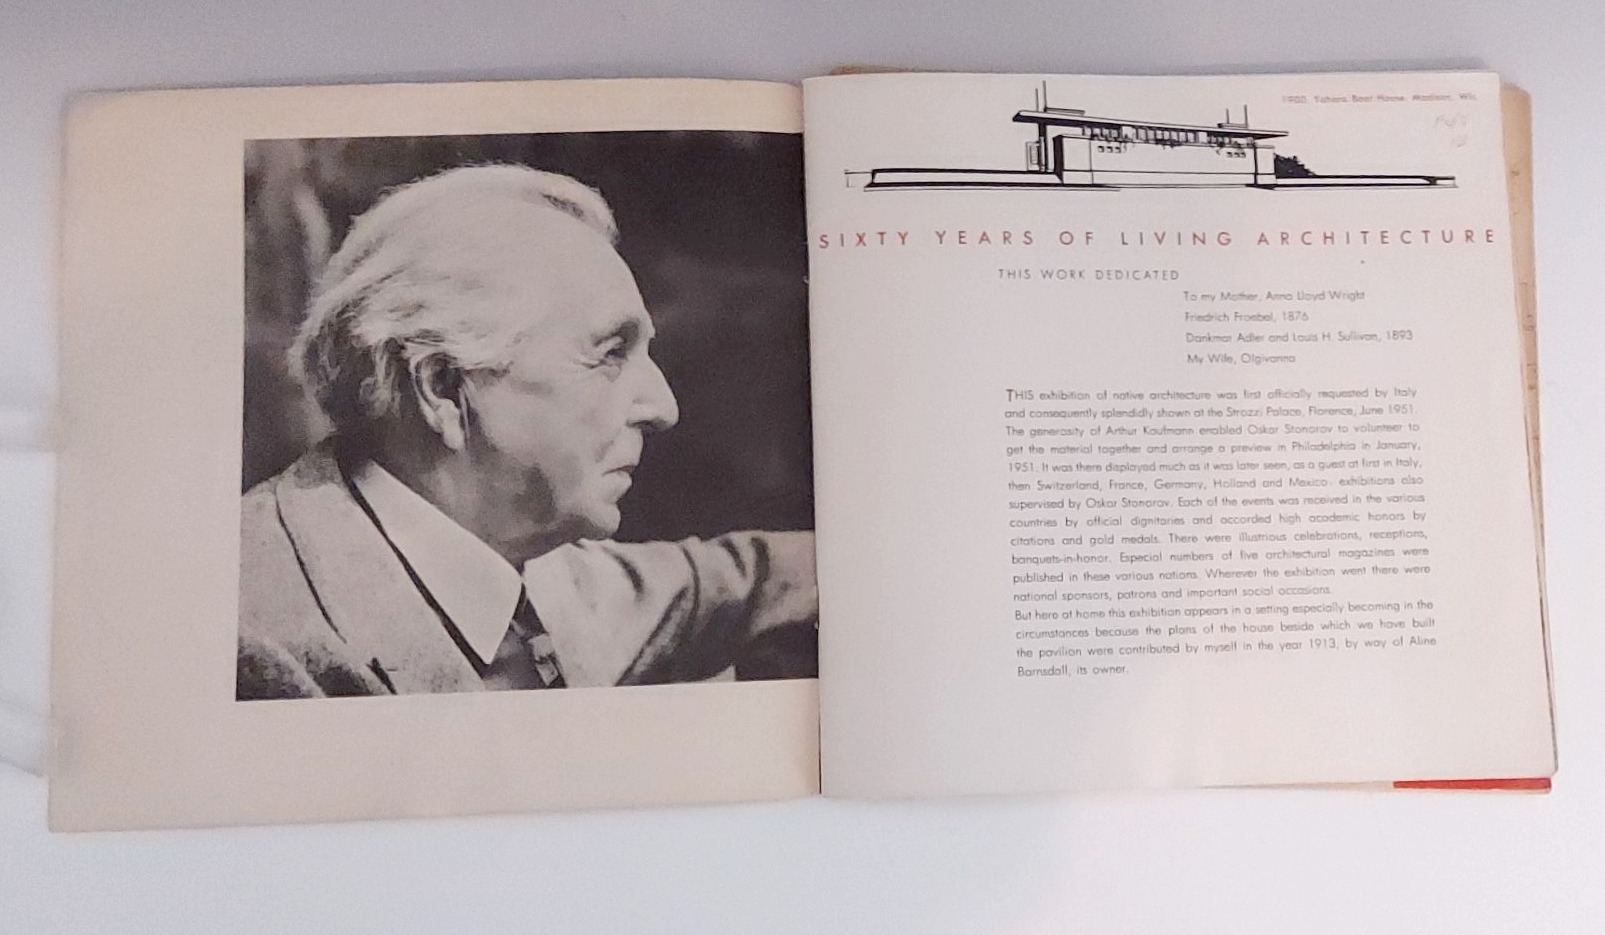 1900 Yahara Boat House Madison, Wis.
SIXTY YEARS OF LIVING ARCHITECTURE
THIS WORK DEDICATED
To my Mother, Anna Lloyd Wright
Friedrich Froebel, 1876
Dankmar Adler and Louis H. Sullivan, 1893
My Wife, Olgivanna
THIS exhibition of native architecture was first officially requested by Italy
and consequently splendidly shown at the Strozzi Palace, Florence, June 1951.
The generosity of Arthur Kaufmann enabled Oskar Stonorov to volunteer to
get the material together and arrange a preview in Philadelphia in January,
1951. It was there displayed much as it was later seen, as a guest at first in Italy,
then Switzerland, France, Germany, Holland and Mexico: exhibitions also
supervised by Oskar Stonorov. Each of the events was received in the various
countries by official dignitaries and accorded high academic honors by
citations and gold medals. There were illustrious celebrations, receptions,
banquets-in-honor. Especial numbers of five architectural magazines were
published in these various nations. Wherever the exhibition went there were
national sponsors, patrons and important social occasions.
But here at home this exhibition appears in a setting especially becoming in the
circumstances because the plans of the house beside which we have built
the pavilion were contributed by myself in the year 1913, by way of Aline
Barnsdall, its owner.